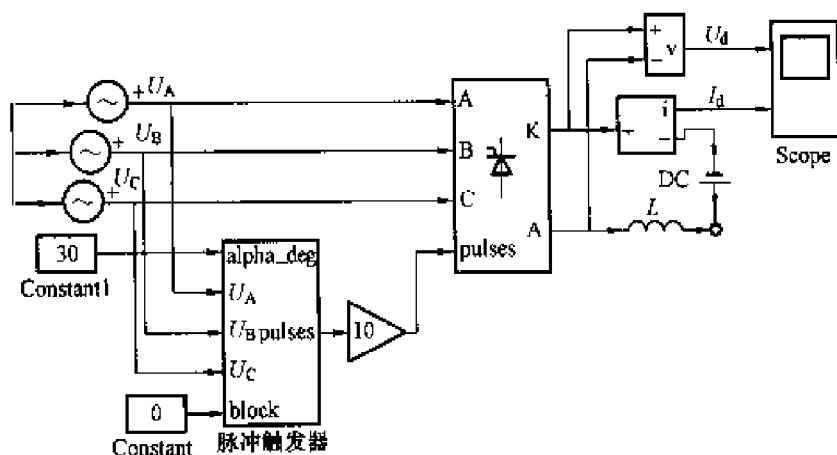 + U_A
U_B +
U_C +
A
B
C
K
A
pulses
+
−
v
U_d
i
+
−
I_d
Scope
DC
L
30
Constant1
alpha_deg
U_A
U_B pulses
U_C
block
10
0
Constant
脉冲触发器